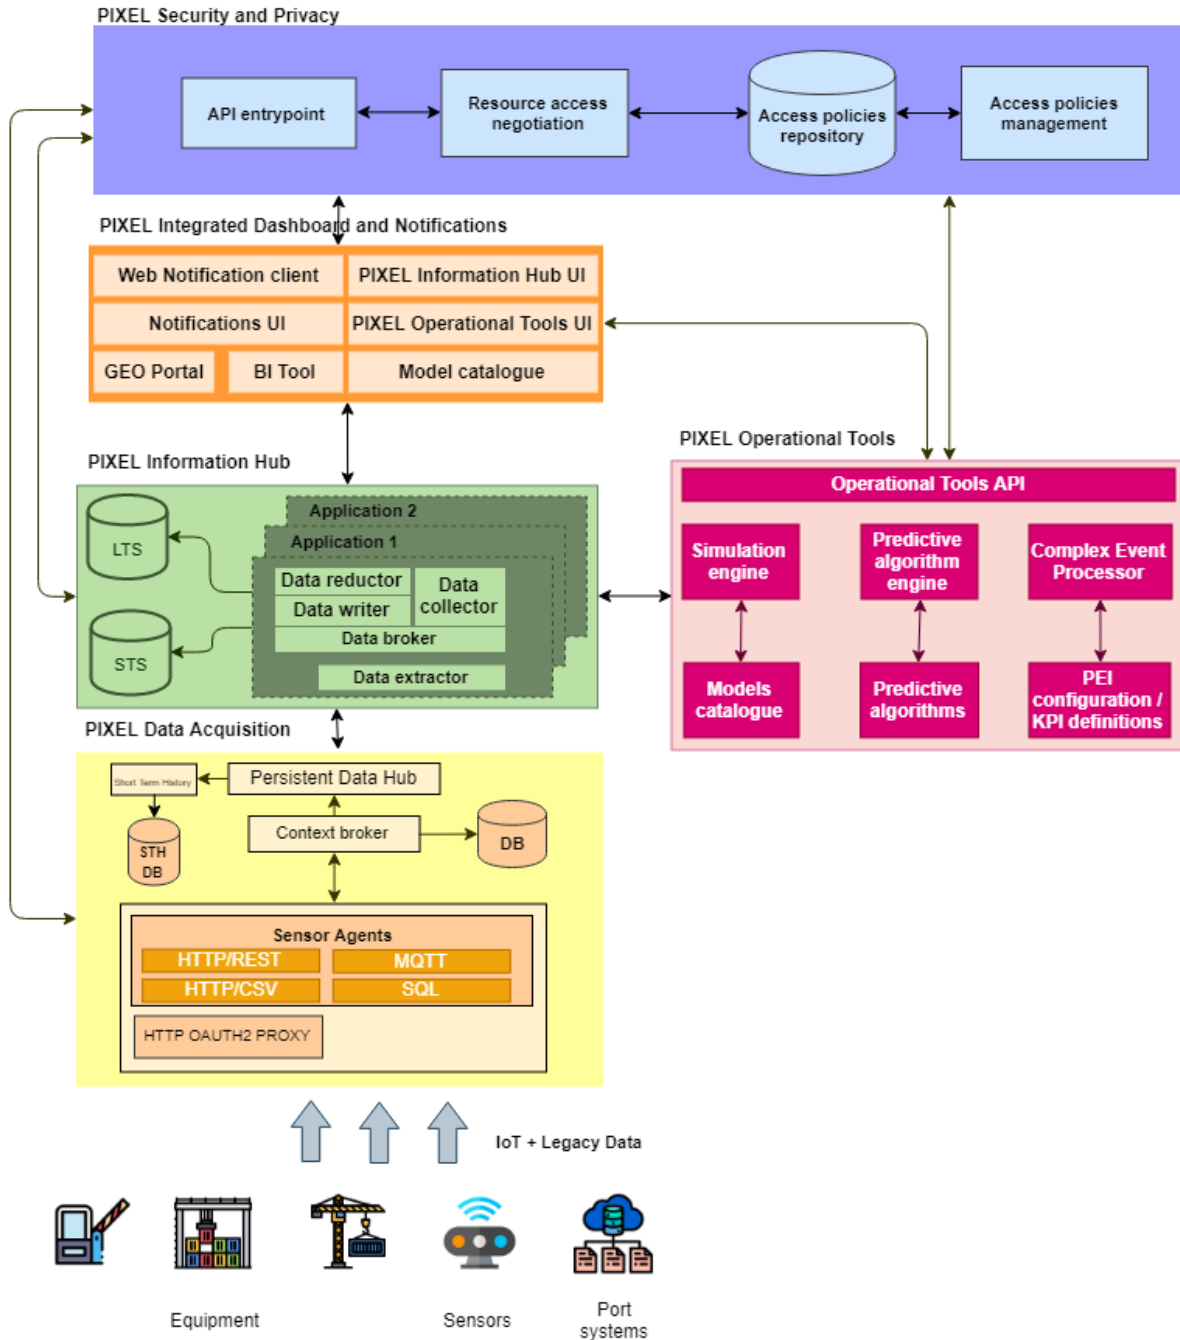 PIXEL Security and Privacy
API entrypoint
Resource access
negotiation
Access policies
repository
Access policies
management
PIXEL Integrated Dashboard and Notifications
Web Notification client
PIXEL Information Hub UI
Notifications UI
PIXEL Operational Tools UI
GEO Portal
BI Tool
Model catalogue
PIXEL Information Hub
LTS
STS
Application 2
Application 1
Data reductor
Data writer
Data
collector
Data broker
Data extractor
PIXEL Operational Tools
Operational Tools API
Simulation
engine
Predictive
algorithm
engine
Complex Event
Processor
Models
catalogue
Predictive
algorithms
PEI
configuration /
KPI definitions
PIXEL Data Acquisition
Short Term History
Persistent Data Hub
STH
DB
Context broker
DB
Sensor Agents
HTTP/REST
MQTT
HTTP/CSV
SQL
HTTP OAUTH2 PROXY
IoT + Legacy Data
Equipment
Sensors
Port
systems